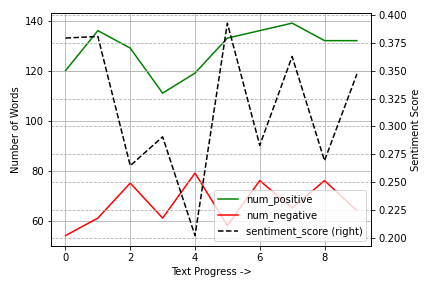 140
120
100
80
60
Number of Words
0.400
0.375
0.350
0.325
0.300
0.275
0.250
0.225
0.200
Sentiment Score
num_positive
num_negative
sentiment_score (right)
0 2 4 6 8
Text Progress ->